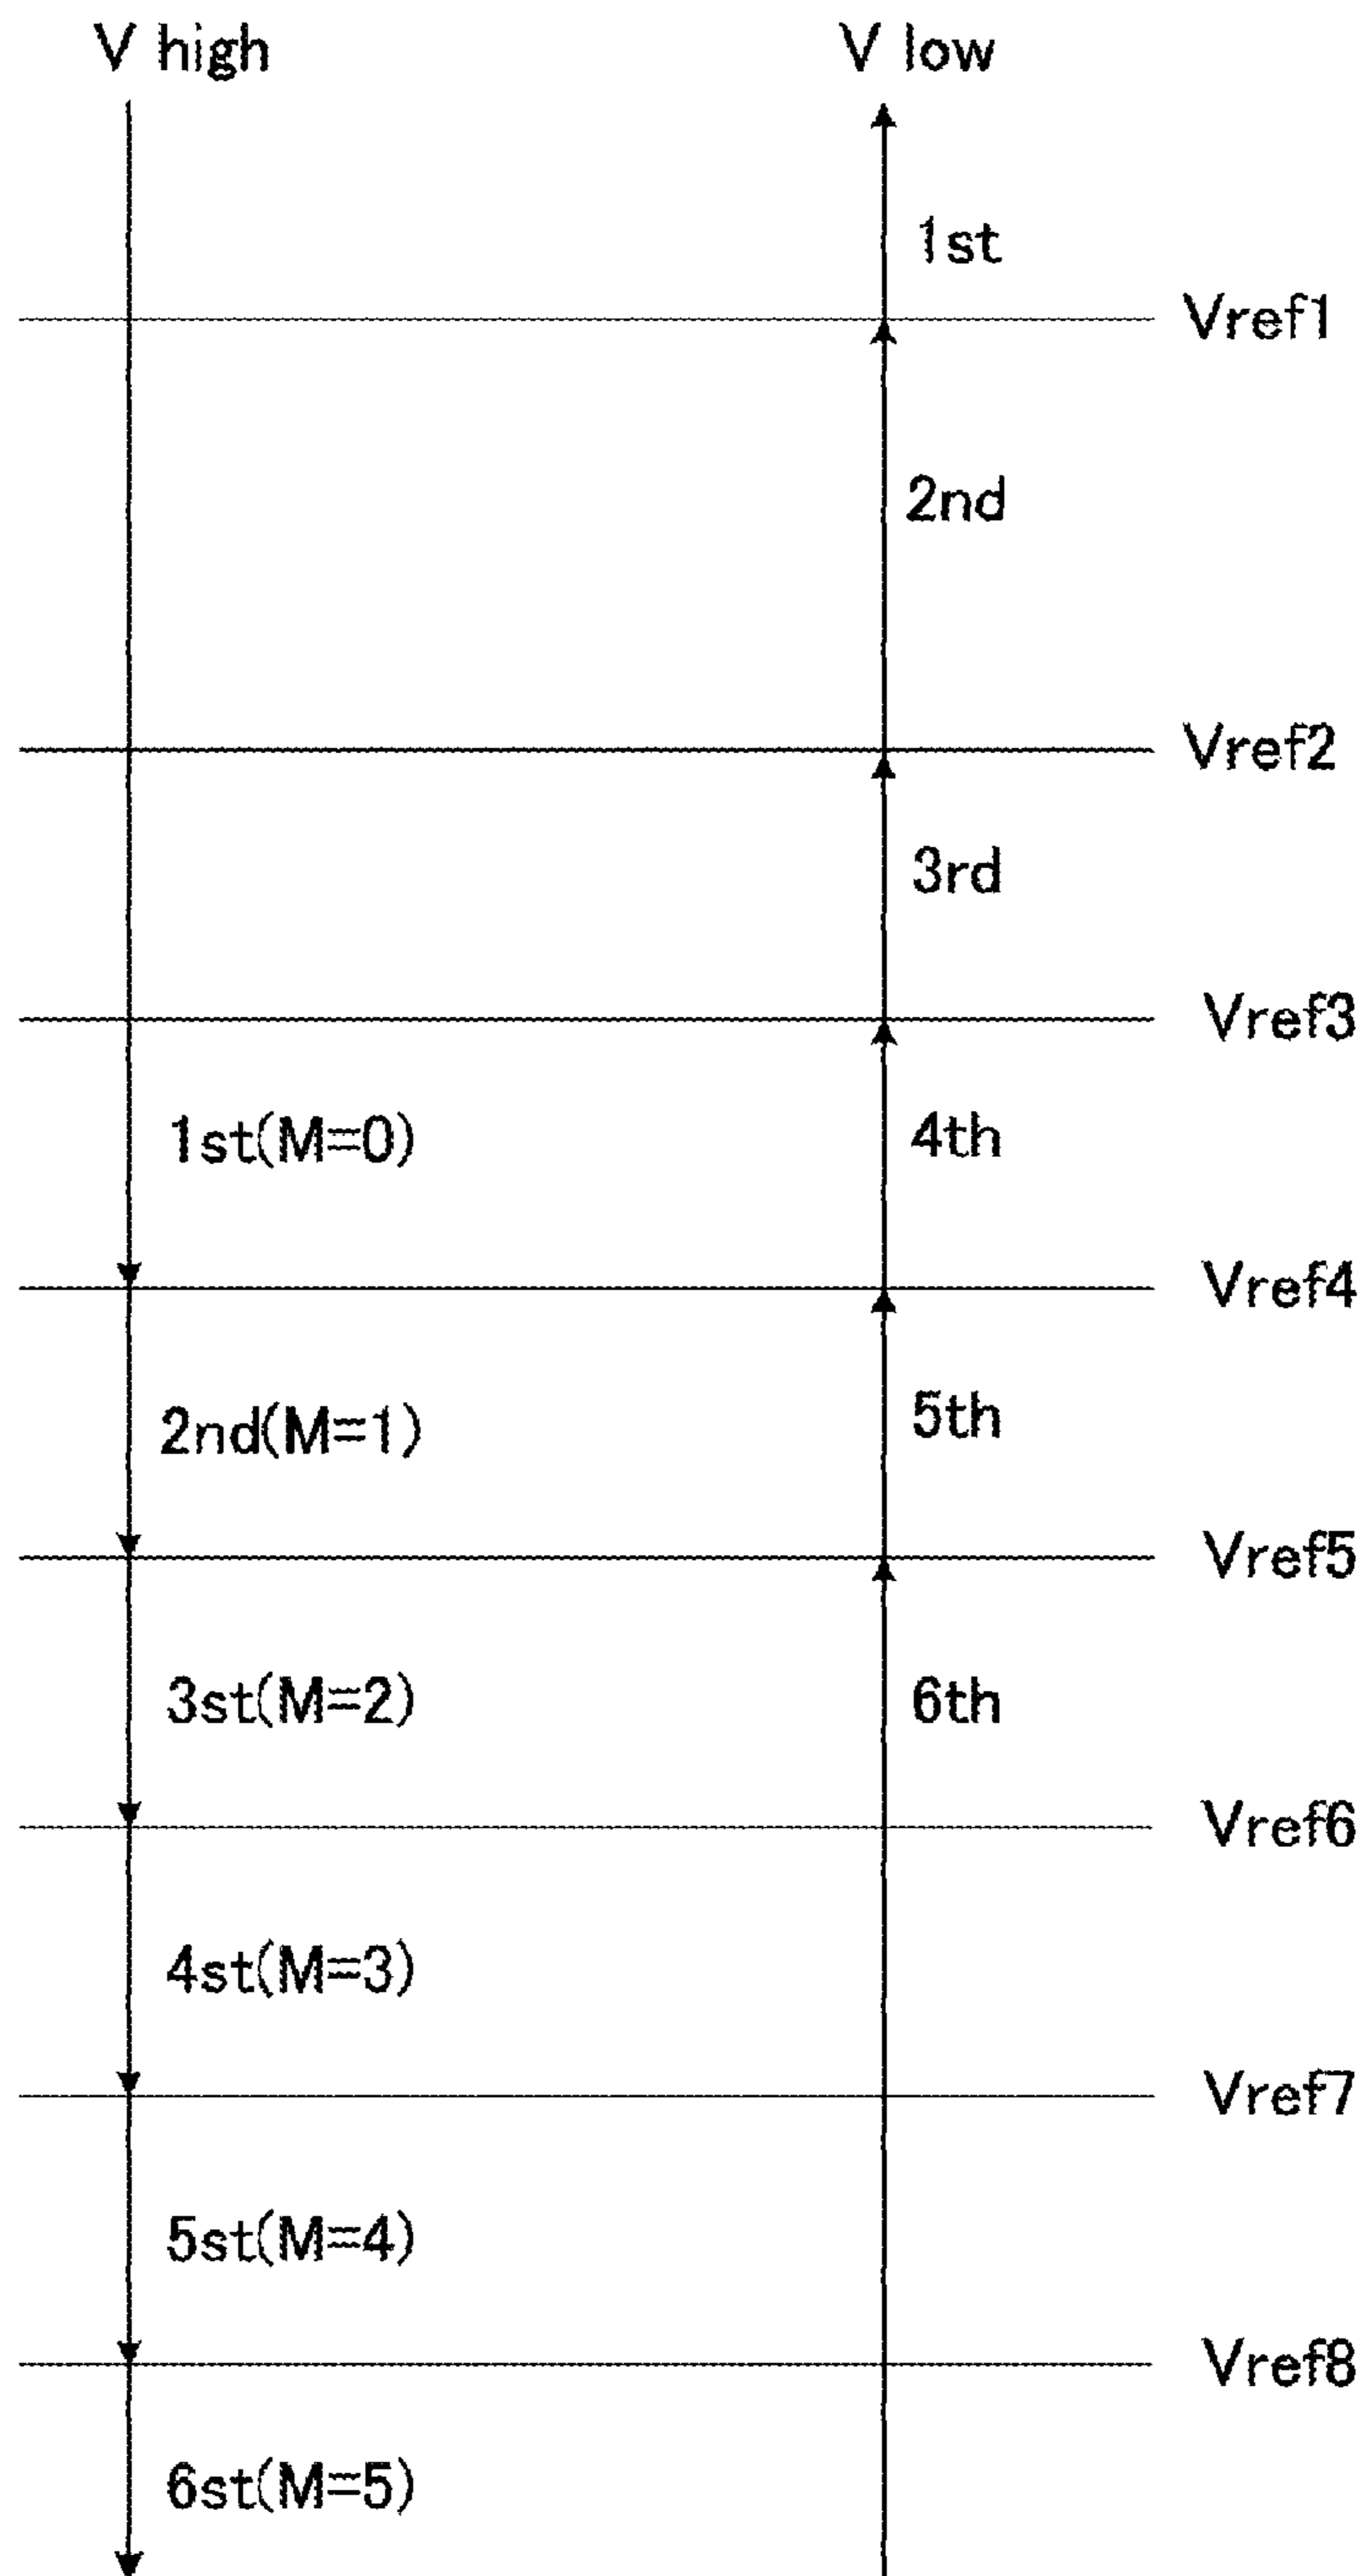 V high
V low
1st
Vref1
2nd
Vref2
3rd
Vref3
1st(M=0)
4th
Vref4
2nd(M=1)
5th
Vref5
3st(M=2)
6th
Vref6
4st(M=3)
Vref7
5st(M=4)
Vref8
6st(M=5)